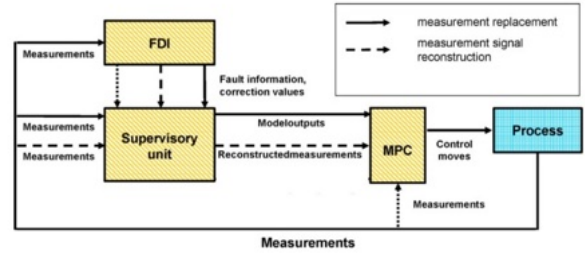 measurement replacement
measurement signal
reconstruction
FDI
Measurements
Fault information,
correction values
Measurements
Modeloutputs
Supervisory
unit
Process
MPC
Control
moves
Measurements
Reconstructedmeasurements
Measurements
Measurements